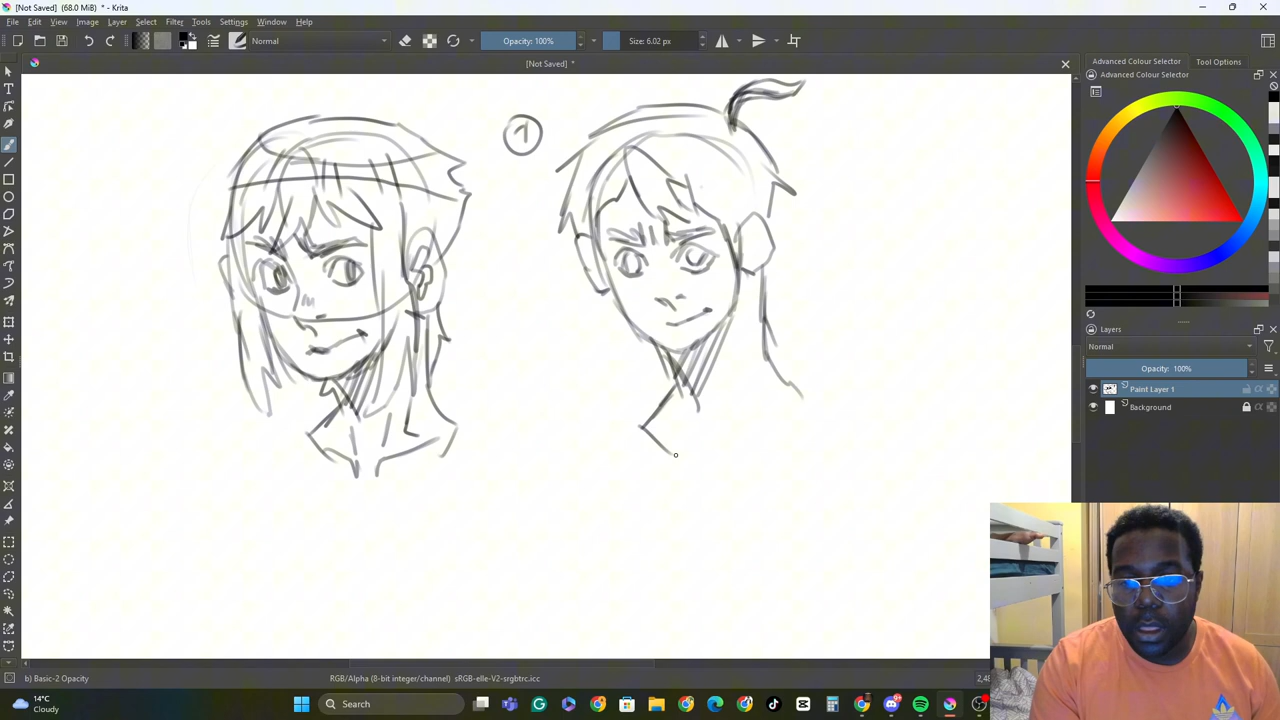 [Not Saved] (68.0 MiB) * - Krita
File Edit View Image Layer Select Filter Tools Settings Window Help
Normal
Opacity: 100%
Size: 6.02 px
[Not Saved] *
Advanced Colour Selector
Tool Options
Advanced Colour Selector
1
Layers
Normal
Opacity: 100%
Paint Layer 1
Background
b) Basic-2 Opacity
RGB/Alpha (8-bit integer/channel) sRGB-elle-V2-srgbtrc.icc
2,48
14°C
Cloudy
Search